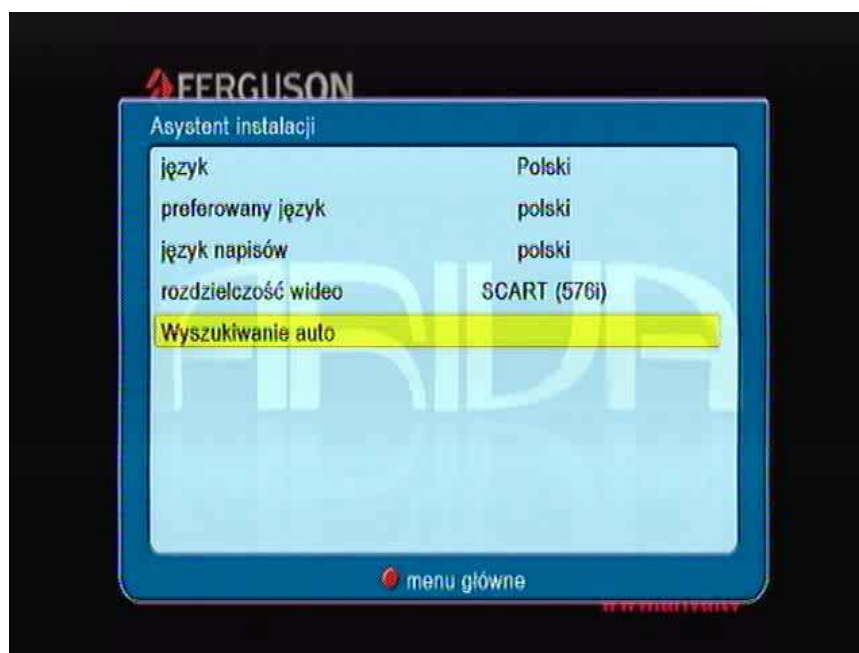 FERGUSON
Asystent instalacji
język Polski
preferowany język polski
język napisów polski
rozdzielczość wideo SCART (576i)
Wyszukiwanie auto
ARIVA
menu główne